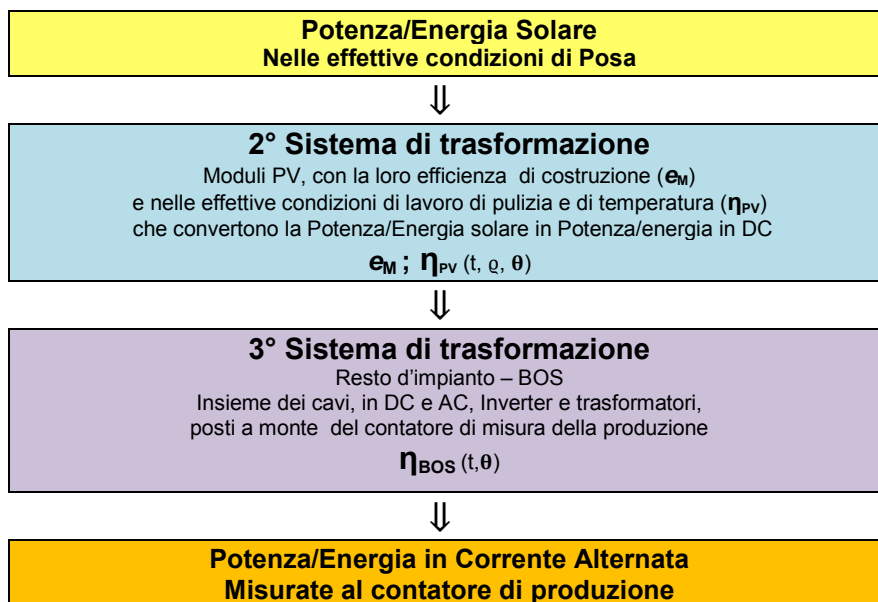 Potenza/Energia Solare
Nelle effettive condizioni di Posa
⇓
2° Sistema di trasformazione
Moduli PV, con la loro efficienza di costruzione (eM)
e nelle effettive condizioni di lavoro di pulizia e di temperatura (ηPV)
che convertono la Potenza/Energia solare in Potenza/energia in DC
eM ; ηPV (t, ϱ, θ)
⇓
3° Sistema di trasformazione
Resto d'impianto – BOS
Insieme dei cavi, in DC e AC, Inverter e trasformatori,
posti a monte del contatore di misura della produzione
ηBOS (t,θ)
⇓
Potenza/Energia in Corrente Alternata
Misurate al contatore di produzione